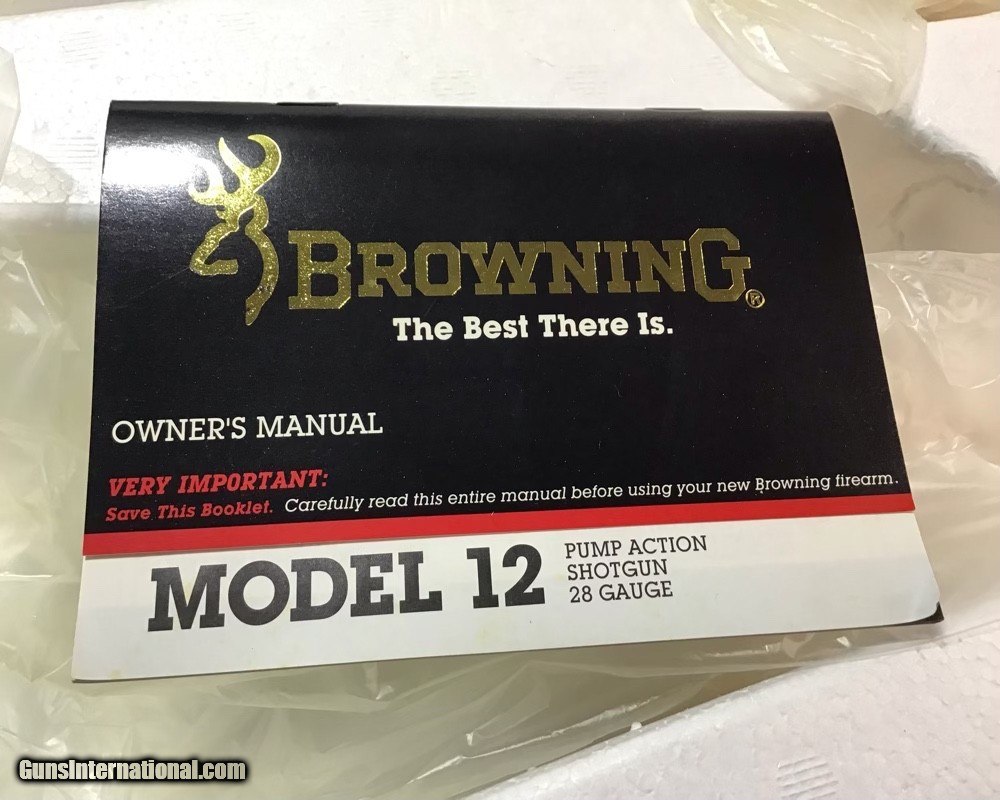 BROWNING®
The Best There Is.
OWNER'S MANUAL
VERY IMPORTANT:
Save This Booklet. Carefully read this entire manual before using your new Browning firearm.
MODEL 12
PUMP ACTION
SHOTGUN
28 GAUGE
GunsInternational.com